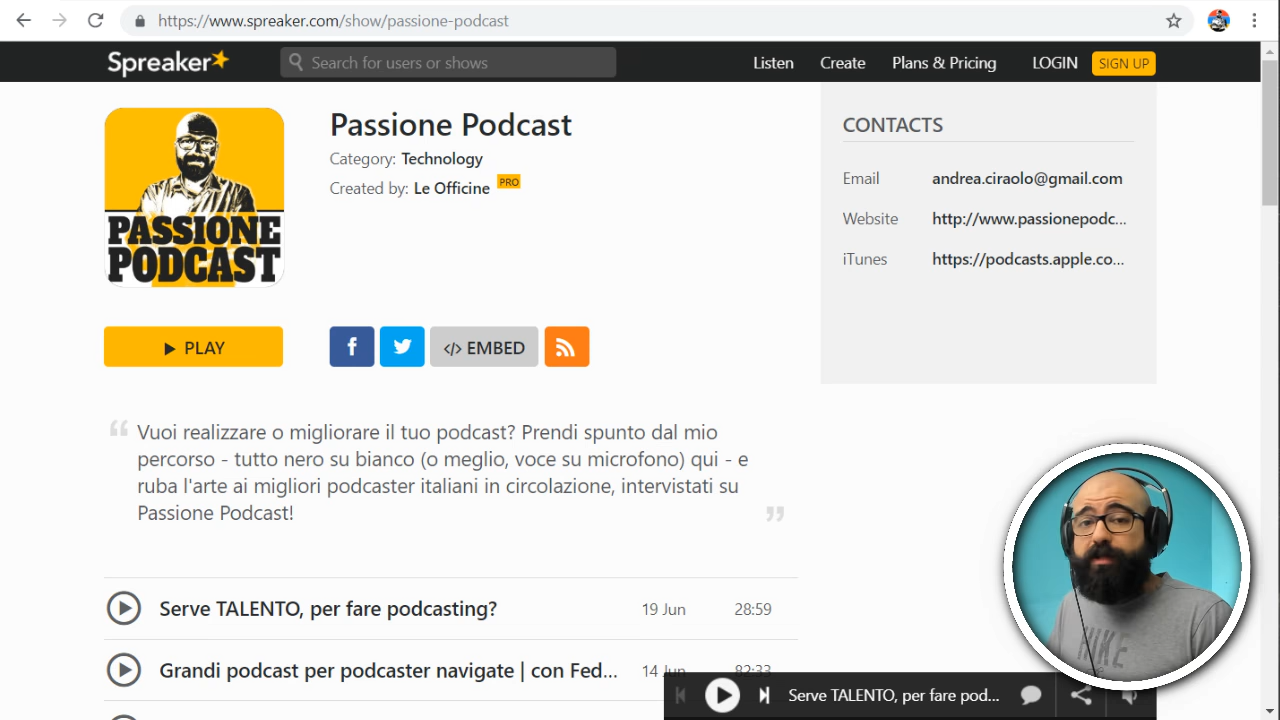 https://www.spreaker.com/show/passione-podcast
Spreaker
Search for users or shows
Listen
Create
Plans & Pricing
LOGIN
SIGN UP
PASSIONE
PODCAST
Passione Podcast
Category: Technology
Created by: Le Officine PRO
CONTACTS
Email andrea.ciraolo@gmail.com
Website http://www.passionepodc...
iTunes https://podcasts.apple.co...
PLAY
f
</> EMBED
Vuoi realizzare o migliorare il tuo podcast? Prendi spunto dal mio
percorso - tutto nero su bianco (o meglio, voce su microfono) qui - e
ruba l'arte ai migliori podcaster italiani in circolazione, intervistati su
Passione Podcast!
Serve TALENTO, per fare podcasting? 19 Jun 28:59
Grandi podcast per podcaster navigate | con Fed... 14 Jun 82:33
Serve TALENTO, per fare pod...
NIKE